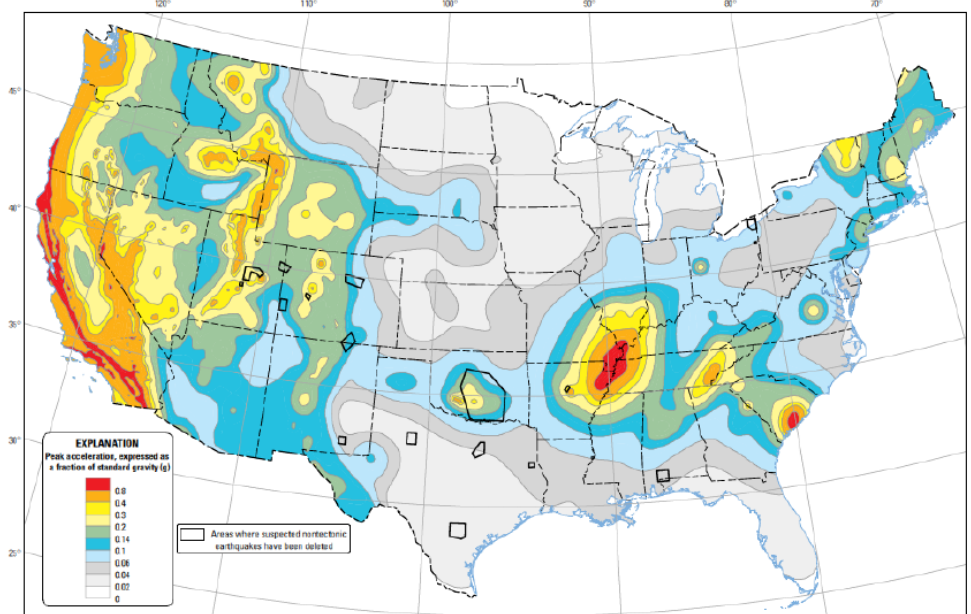 120° 110° 100° 90° 80° 70°
45°
40°
35°
30°
25°
EXPLANATION
Peak acceleration, expressed as
a fraction of standard gravity (g)
0.8
0.4
0.3
0.2
0.14
0.1
0.06
0.04
0.02
0
Areas where suspected nontectonic
earthquakes have been deleted